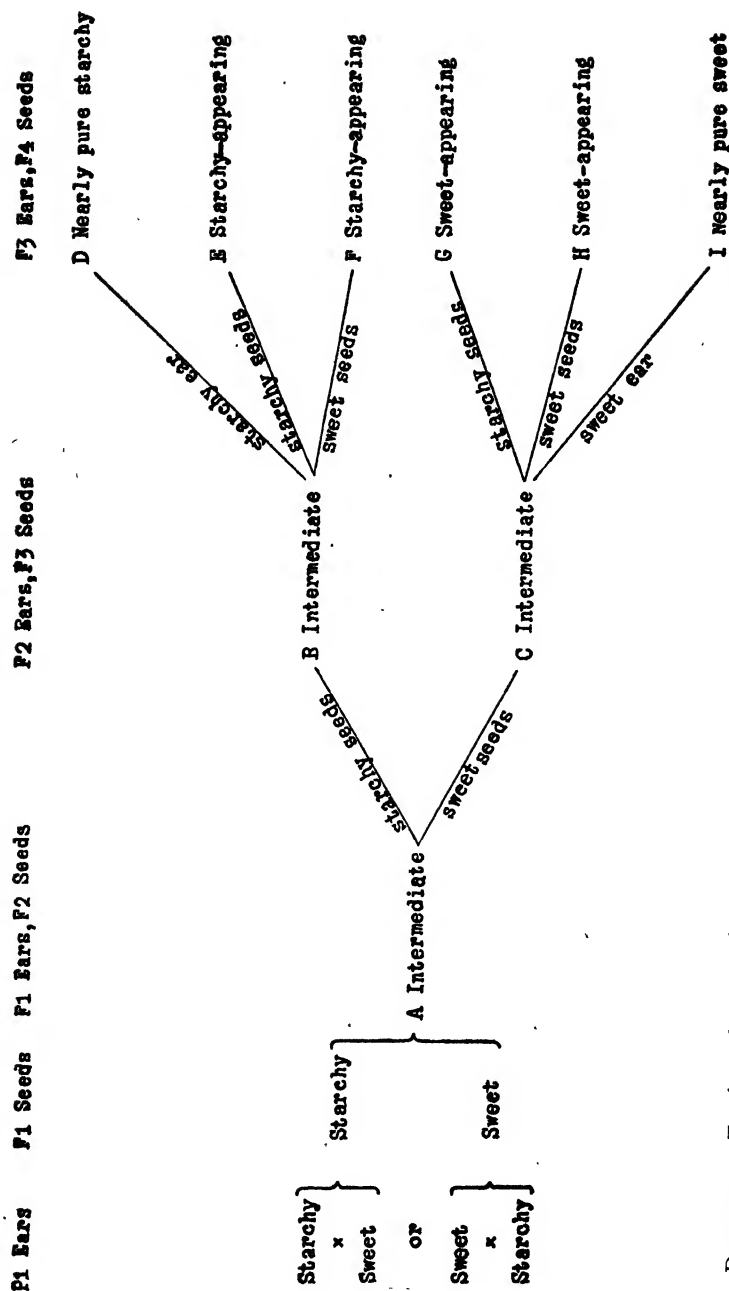 P1 Ears F1 Seeds F1 Ears,F2 Seeds F2 Ears,F3 Seeds F3 Ears,F4 Seeds
Starchy
x
Sweet
or
Sweet
x
Starchy
Starchy
Sweet
A Intermediate
starchy seeds
sweet seeds
B Intermediate
C Intermediate
starchy ear
starchy seeds
sweet seeds
starchy seeds
sweet seeds
sweet ear
D Nearly pure starchy
E Starchy-appearing
F Starchy-appearing
G Sweet-appearing
H Sweet-appearing
I Nearly pure sweet